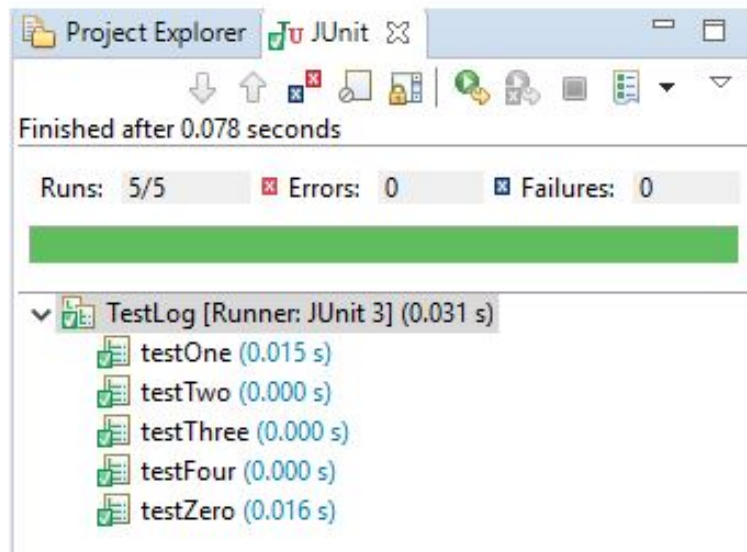 Project Explorer JUnit
Finished after 0.078 seconds
Runs: 5/5 Errors: 0 Failures: 0
TestLog [Runner: JUnit 3] (0.031 s)
testOne (0.015 s)
testTwo (0.000 s)
testThree (0.000 s)
testFour (0.000 s)
testZero (0.016 s)